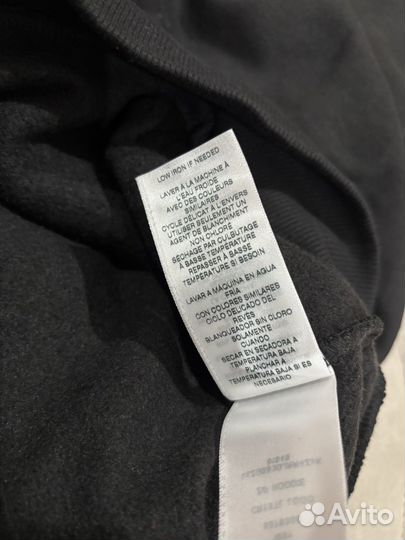 LOW IRON IF NEEDED
LAVER À LA MACHINE À
L'EAU FROIDE
AVEC DES COULEURS
SIMILAIRES
CYCLE DÉLICAT À L'ENVERS
UTILISER SEULEMENT UN
AGENT DE BLANCHIMENT
NON CHLORÉ
SÉCHAGE PAR CULBUTAGE
À BASSE TEMPÉRATURE
REPASSER À BASSE
TEMPÉRATURE SI BESOIN
LAVAR A MÁQUINA EN AGUA
FRÍA
CON COLORES SIMILARES
CICLO DELICADO DEL
REVÉS
BLANQUEADOR SIN CLORO
SOLAMENTE
CUANDO
SECAR EN SECADORA A
TEMPERATURA BAJA
PLANCHAR A
TEMPERATURA BAJA SI ES
NECESARIO
Avito